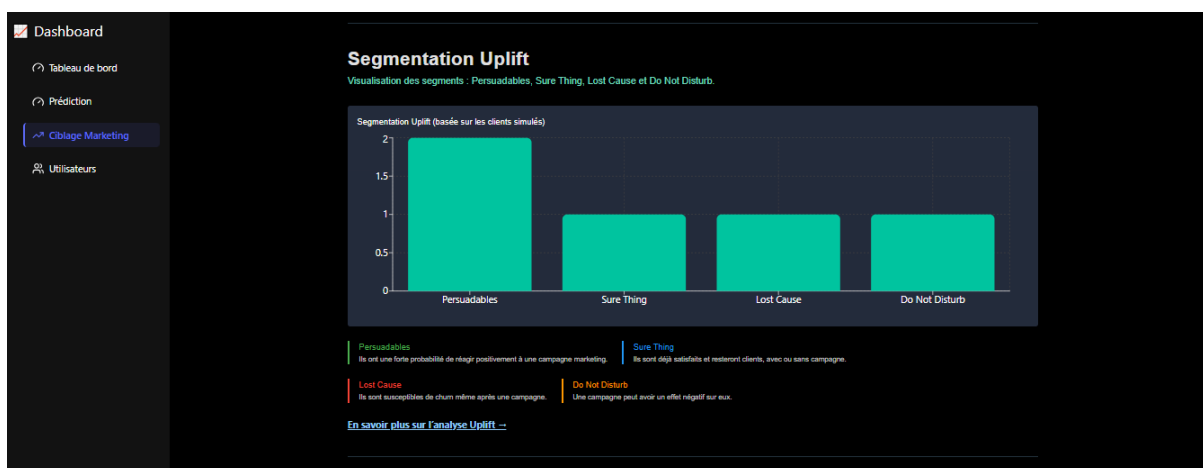 Dashboard
Tableau de bord
Prédiction
Ciblage Marketing
Utilisateurs
Segmentation Uplift
Visualisation des segments : Persuadables, Sure Thing, Lost Cause et Do Not Disturb.
Segmentation Uplift (basée sur les clients simulés)
2
1.5
1
0.5
0
Persuadables Sure Thing Lost Cause Do Not Disturb
Persuadables
Ils ont une forte probabilité de réagir positivement à une campagne marketing.
Sure Thing
Ils sont déjà satisfaits et resteront clients, avec ou sans campagne.
Lost Cause
Ils sont susceptibles de churn même après une campagne.
Do Not Disturb
Une campagne peut avoir un effet négatif sur eux.
En savoir plus sur l'analyse Uplift →